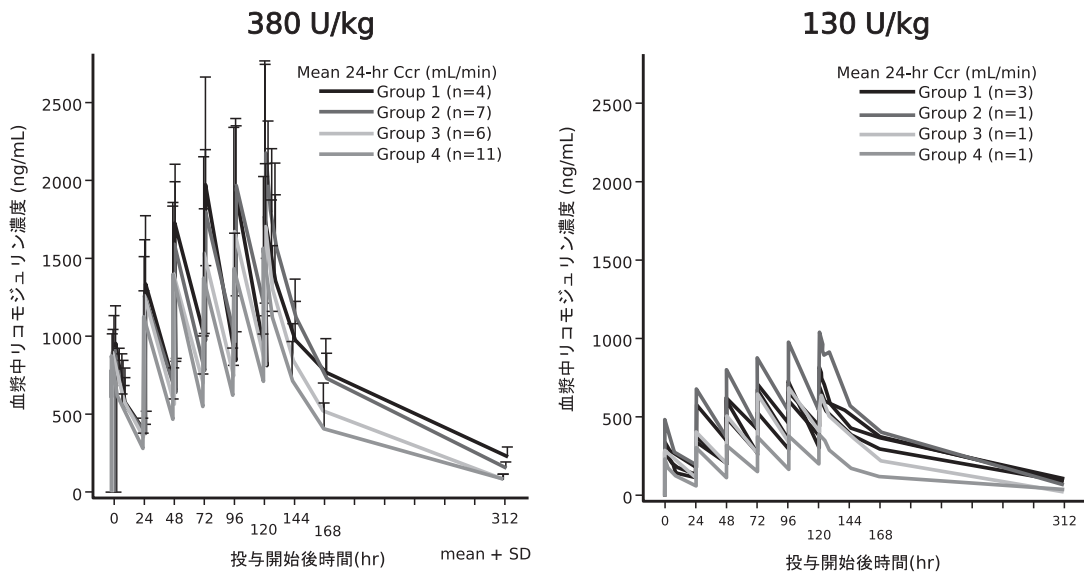 380 U/kg
血漿中リコモジュリン濃度 (ng/mL)
2500
2000
1500
1000
500
0
Mean 24-hr Ccr (mL/min)
Group 1 (n=4)
Group 2 (n=7)
Group 3 (n=6)
Group 4 (n=11)
0 24 48 72 96 120 144 168 312
投与開始後時間(hr)
mean + SD
130 U/kg
血漿中リコモジュリン濃度 (ng/mL)
2500
2000
1500
1000
500
0
Mean 24-hr Ccr (mL/min)
Group 1 (n=3)
Group 2 (n=1)
Group 3 (n=1)
Group 4 (n=1)
0 24 48 72 96 120 144 168 312
投与開始後時間(hr)